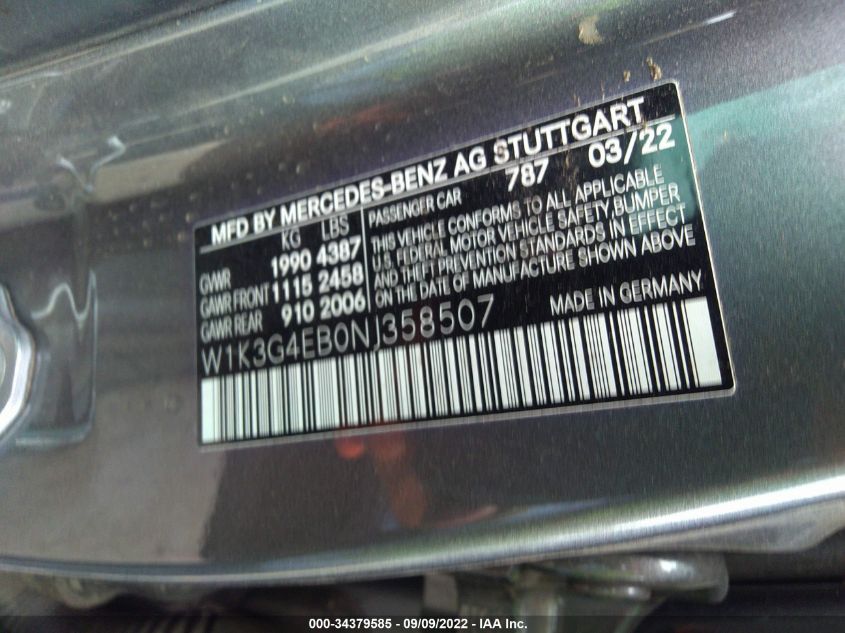 MFD BY MERCEDES-BENZ AG STUTTGART
KG LBS
GVWR 1990 4387
GAWR FRONT 1115 2458
GAWR REAR 910 2006
PASSENGER CAR 787 03/22
THIS VEHICLE CONFORMS TO ALL APPLICABLE
U.S. FEDERAL MOTOR VEHICLE SAFETY, BUMPER
AND THEFT PREVENTION STANDARDS IN EFFECT
ON THE DATE OF MANUFACTURE SHOWN ABOVE
W1K3G4EB0NJ358507
MADE IN GERMANY
000-34379585 - 09/09/2022 - IAA Inc.